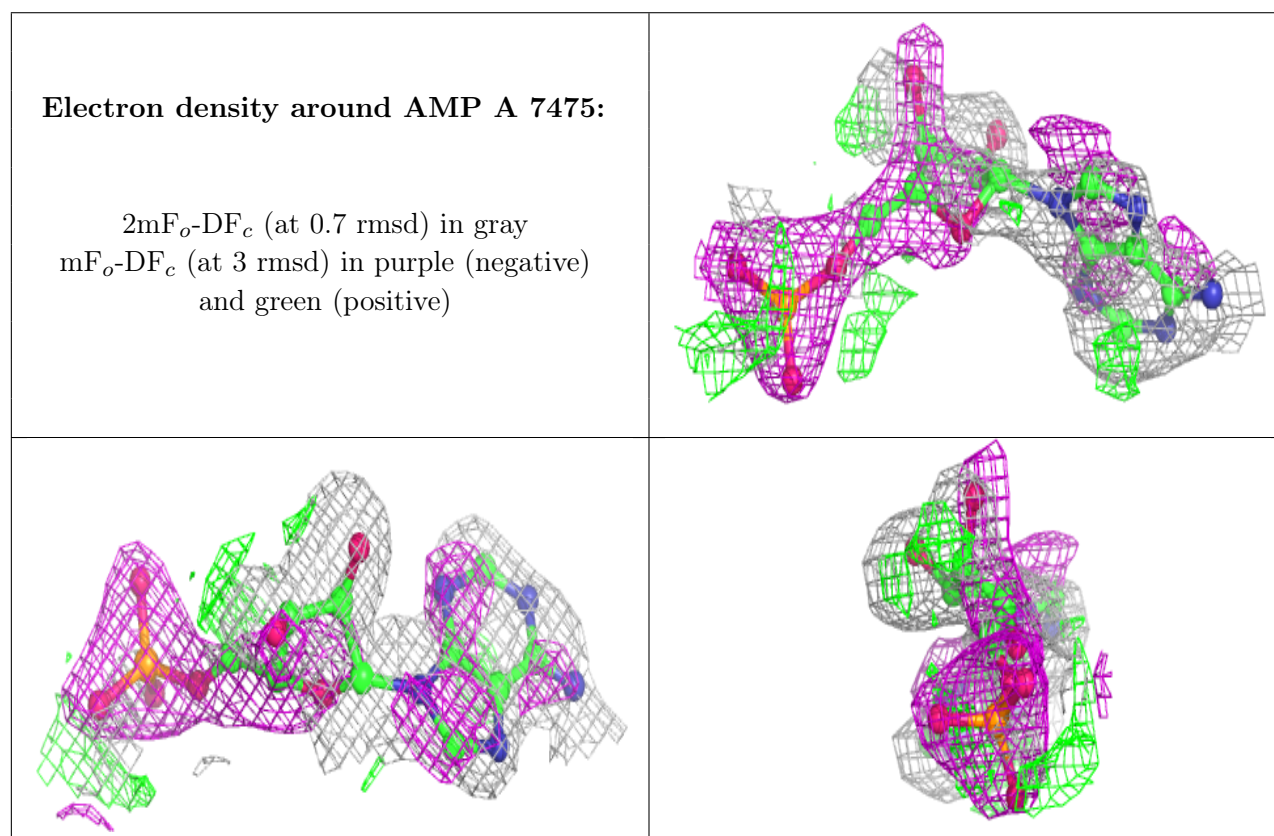 Electron density around AMP A 7475:
2mFo-DFc (at 0.7 rmsd) in gray
mFo-DFc (at 3 rmsd) in purple (negative)
and green (positive)